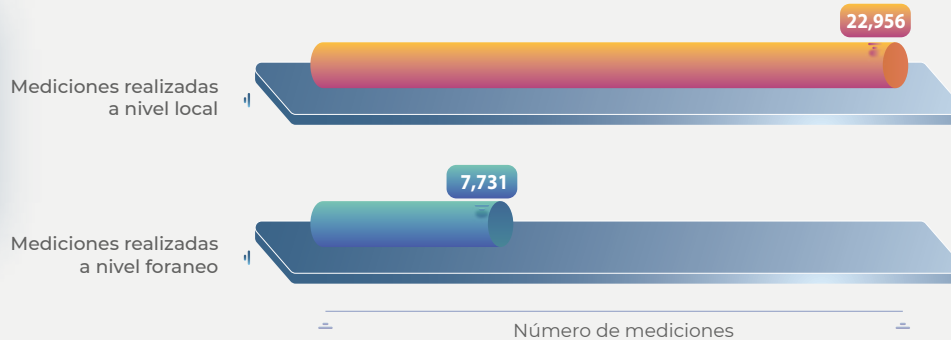 22,956
Mediciones realizadas
a nivel local
7,731
Mediciones realizadas
a nivel foraneo
Número de mediciones